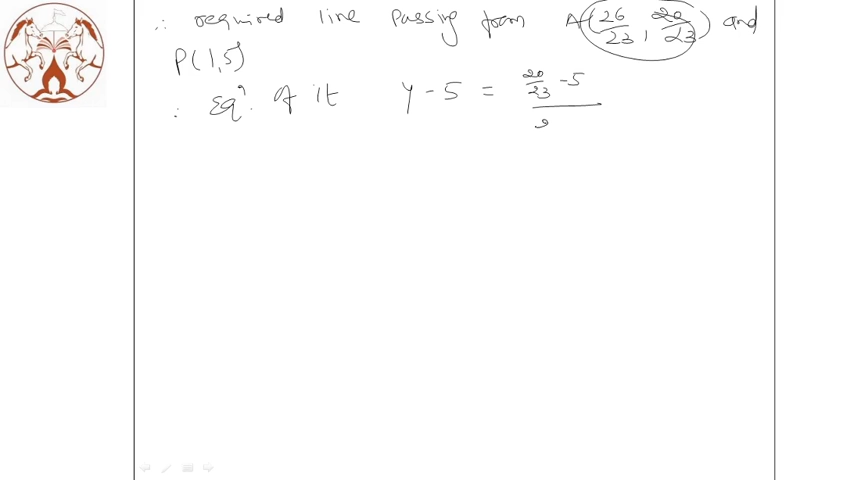 ∴ required line passing from A(26/23, 20/23) and
P(1,5)
∴ Eqⁿ. of it y - 5 = 20/23 - 5